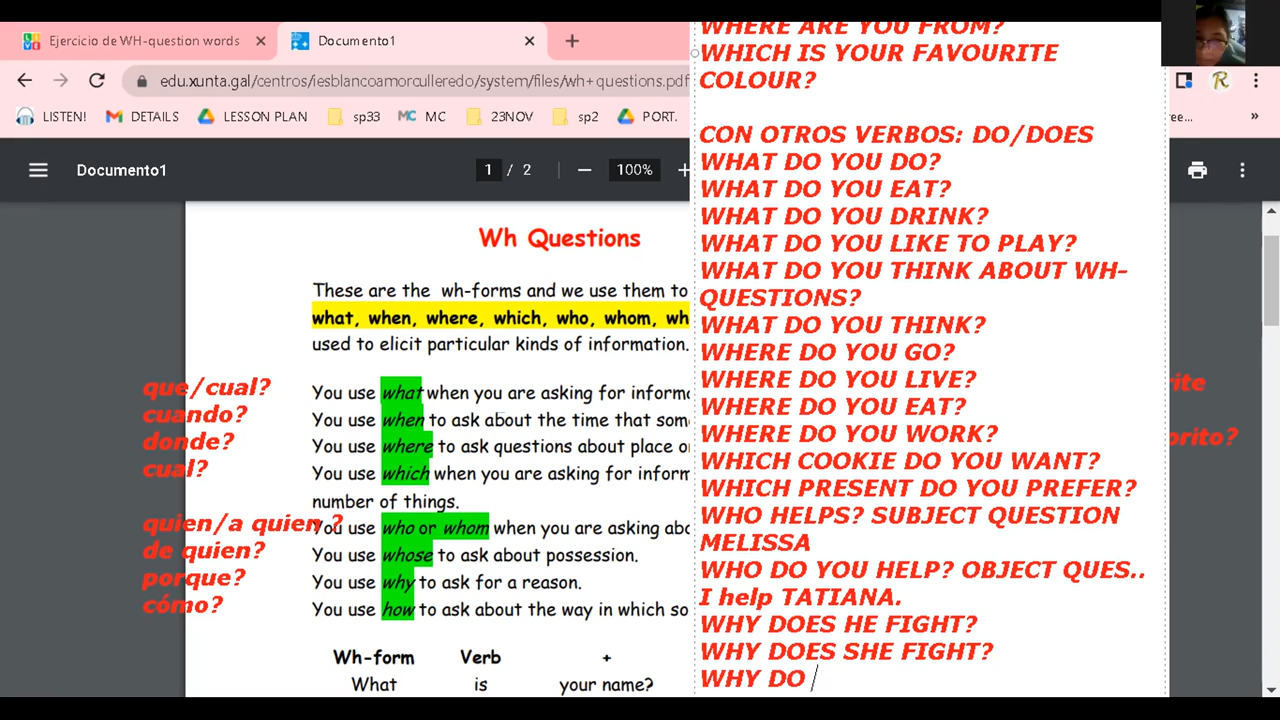 Ejercicio de WH-question words
Documento1
edu.xunta.gal/centros/iesblancoamorculleredo/system/files/wh+questions.pdf
LISTEN!
DETAILS
LESSON PLAN
sp33
MC
MC
23NOV
sp2
PORT.
ee...
»
Documento1
1 / 2
100%
Wh Questions
These are the wh-forms and we use them to
what, when, where, which, who, whom, wh
used to elicit particular kinds of information.
que/cual?
cuando?
donde?
cual?
quien/a quien ?
de quien?
porque?
cómo?
You use what when you are asking for informa
You use when to ask about the time that som
You use where to ask questions about place or
You use which when you are asking for inform
number of things.
You use who or whom when you are asking abo
You use whose to ask about possession.
You use why to ask for a reason.
You use how to ask about the way in which so
Wh-form Verb +
What is your name?
WHERE ARE YOU FROM?
WHICH IS YOUR FAVOURITE
COLOUR?
CON OTROS VERBOS: DO/DOES
WHAT DO YOU DO?
WHAT DO YOU EAT?
WHAT DO YOU DRINK?
WHAT DO YOU LIKE TO PLAY?
WHAT DO YOU THINK ABOUT WH-
QUESTIONS?
WHAT DO YOU THINK?
WHERE DO YOU GO?
WHERE DO YOU LIVE?
WHERE DO YOU EAT?
WHERE DO YOU WORK?
WHICH COOKIE DO YOU WANT?
WHICH PRESENT DO YOU PREFER?
WHO HELPS? SUBJECT QUESTION
MELISSA
WHO DO YOU HELP? OBJECT QUES..
I help TATIANA.
WHY DOES HE FIGHT?
WHY DOES SHE FIGHT?
WHY DO
rite
orito?